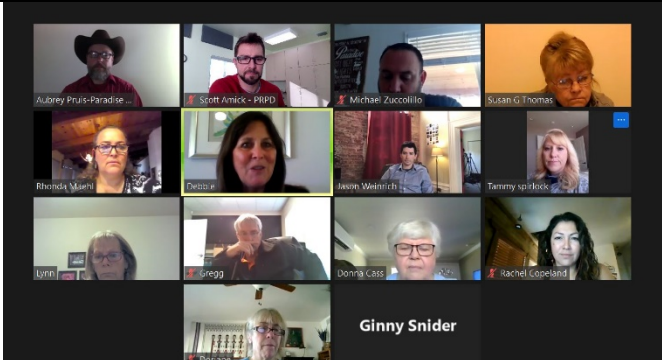 Aubrey Pruis-Paradise ...
Scott Amick - PRPD
Michael Zuccolillo
Susan G Thomas
Rhonda Maehl
Debbie
Jason Weinrich
Tammy spirlock
Lynn
Gregg
Donna Cass
Rachel Copeland
Ginny Snider